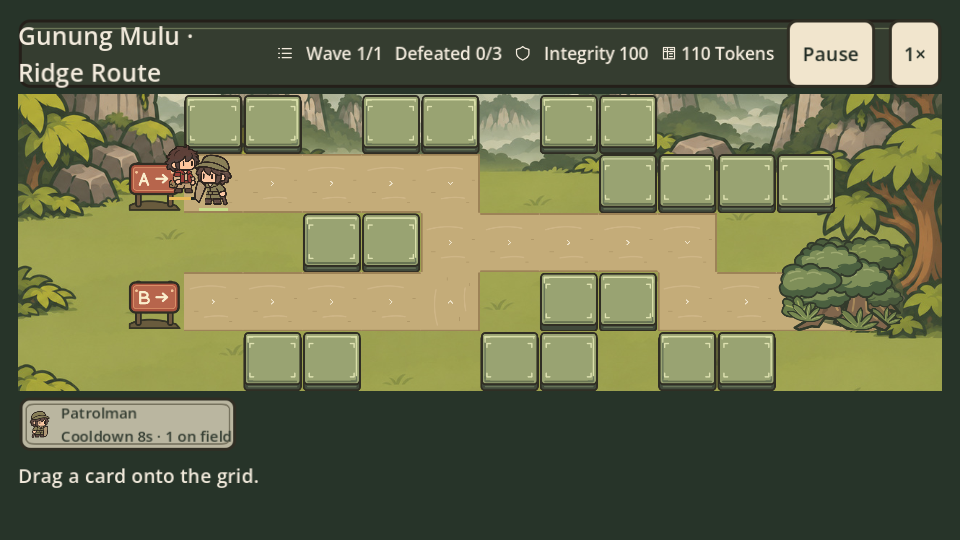 Gunung Mulu ·
Ridge Route
Wave 1/1 Defeated 0/3 Integrity 100 110 Tokens
Pause
1×
A →
B →
Patrolman
Cooldown 8s · 1 on field
Drag a card onto the grid.